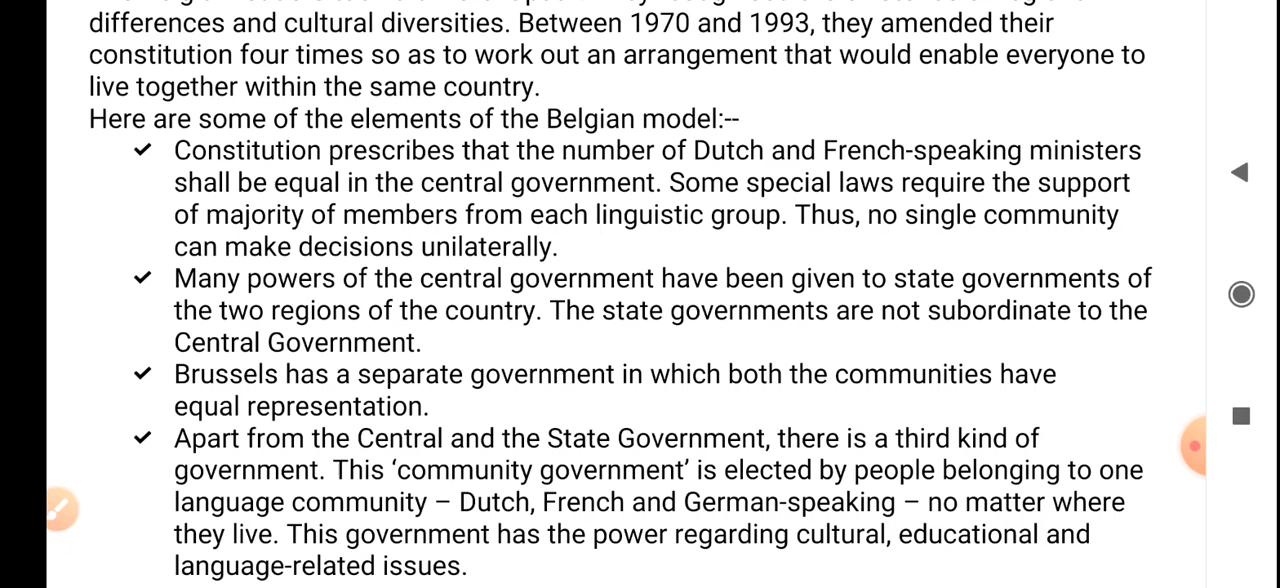 differences and cultural diversities. Between 1970 and 1993, they amended their
constitution four times so as to work out an arrangement that would enable everyone to
live together within the same country.
Here are some of the elements of the Belgian model:--
✓ Constitution prescribes that the number of Dutch and French-speaking ministers
shall be equal in the central government. Some special laws require the support
of majority of members from each linguistic group. Thus, no single community
can make decisions unilaterally.
✓ Many powers of the central government have been given to state governments of
the two regions of the country. The state governments are not subordinate to the
Central Government.
✓ Brussels has a separate government in which both the communities have
equal representation.
✓ Apart from the Central and the State Government, there is a third kind of
government. This ‘community government’ is elected by people belonging to one
language community – Dutch, French and German-speaking – no matter where
they live. This government has the power regarding cultural, educational and
language-related issues.